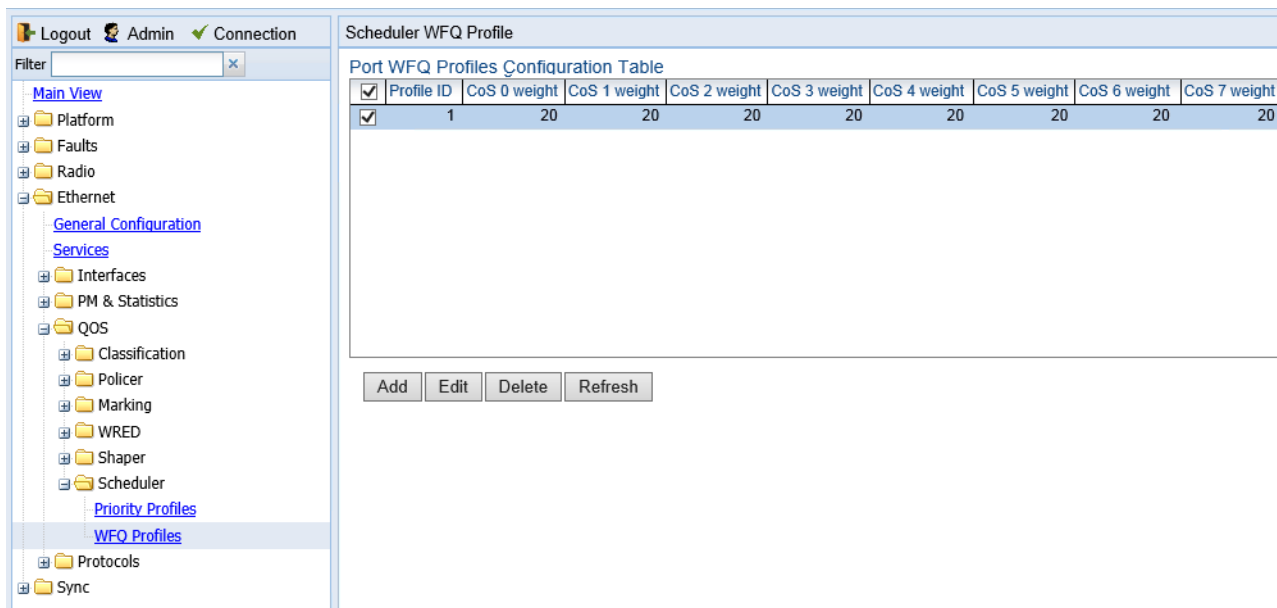 Logout Admin Connection
Filter
Main View
Platform
Faults
Radio
Ethernet
General Configuration
Services
Interfaces
PM & Statistics
QOS
Classification
Policer
Marking
WRED
Shaper
Scheduler
Priority Profiles
WFQ Profiles
Protocols
Sync
Scheduler WFQ Profile
Port WFQ Profiles Configuration Table
Profile ID CoS 0 weight CoS 1 weight CoS 2 weight CoS 3 weight CoS 4 weight CoS 5 weight CoS 6 weight CoS 7 weight
1 20 20 20 20 20 20 20 20
Add Edit Delete Refresh